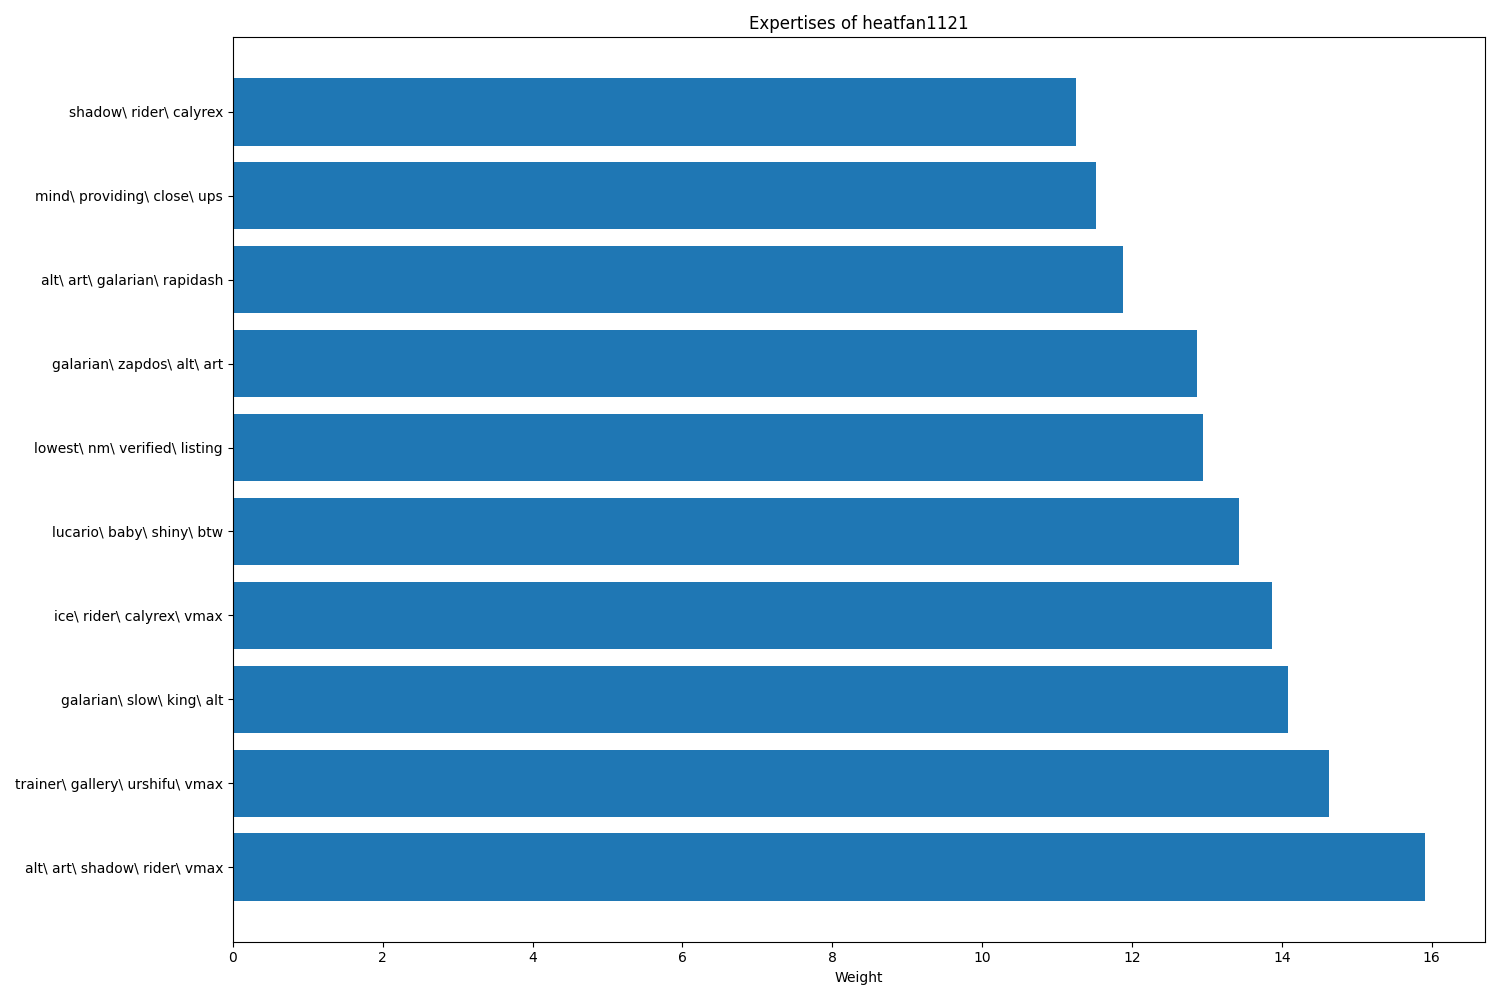 Expertises of heatfan1121
shadow\ rider\ calyrex
mind\ providing\ close\ ups
alt\ art\ galarian\ rapidash
galarian\ zapdos\ alt\ art
lowest\ nm\ verified\ listing
lucario\ baby\ shiny\ btw
ice\ rider\ calyrex\ vmax
galarian\ slow\ king\ alt
trainer\ gallery\ urshifu\ vmax
alt\ art\ shadow\ rider\ vmax
0 2 4 6 8 10 12 14 16
Weight